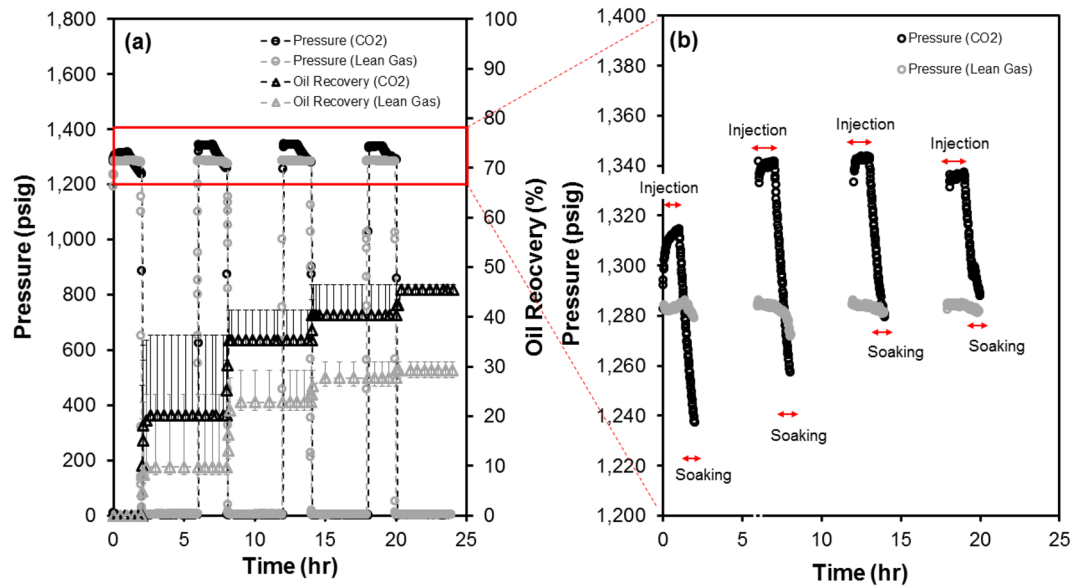 (a)
Pressure (CO2)
Pressure (Lean Gas)
Oil Recovery (CO2)
Oil Recovery (Lean Gas)
Pressure (psig)
1,800
1,600
1,400
1,200
1,000
800
600
400
200
0
Oil Reocvery (%)
100
90
80
75
70
60
50
45
40
30
20
10
0
0
5
10
15
20
25
Time (hr)
(b)
Pressure (CO2)
Pressure (Lean Gas)
Pressure (psig)
1,400
1,380
1,360
1,340
1,320
1,300
1,280
1,260
1,240
1,220
1,200
Injection
Injection
Injection
Injection
Soaking
Soaking
Soaking
Soaking
0
5
10
15
20
25
Time (hr)